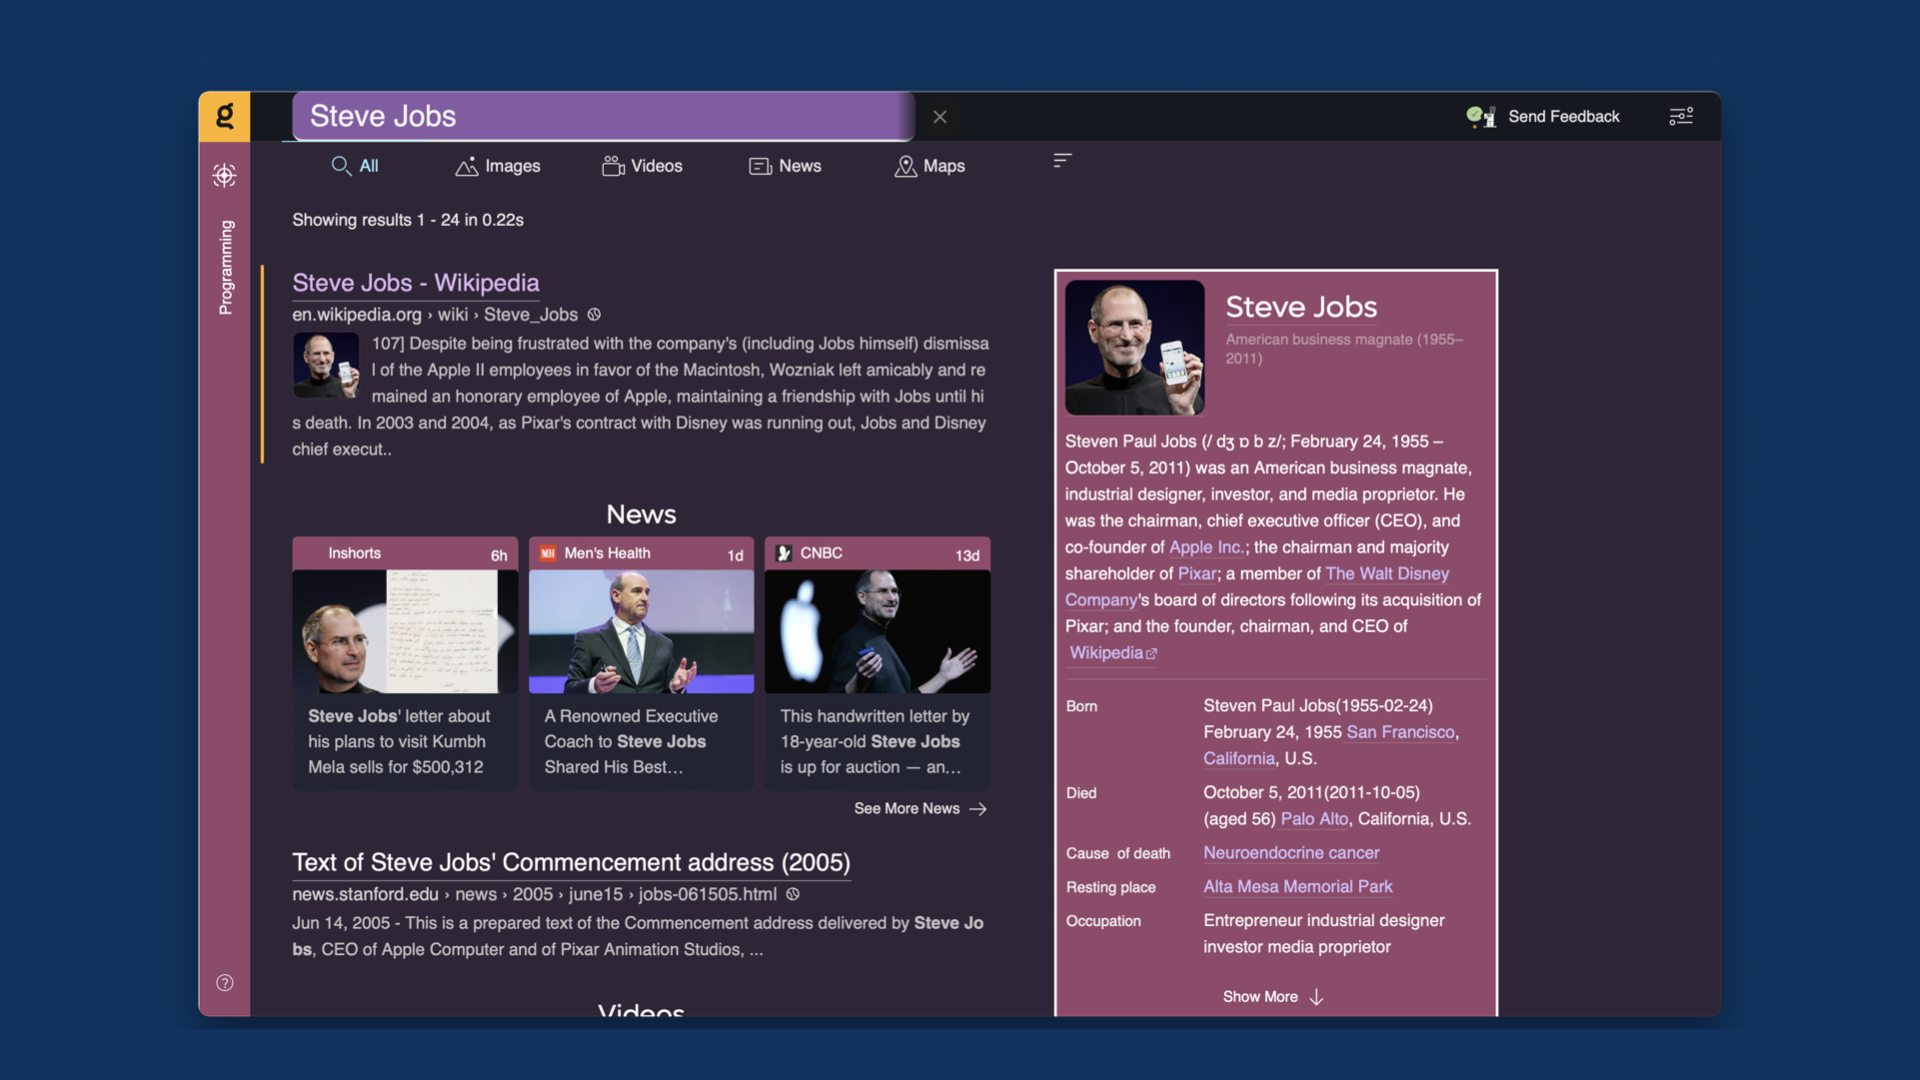 g
Steve Jobs
Send Feedback
All
Images
Videos
News
Maps
Programming
Showing results 1 - 24 in 0.22s
Steve Jobs - Wikipedia
en.wikipedia.org › wiki › Steve_Jobs
107] Despite being frustrated with the company's (including Jobs himself) dismissa
l of the Apple II employees in favor of the Macintosh, Wozniak left amicably and re
mained an honorary employee of Apple, maintaining a friendship with Jobs until hi
s death. In 2003 and 2004, as Pixar's contract with Disney was running out, Jobs and Disney
chief execut..
News
Inshorts 6h
Steve Jobs' letter about
his plans to visit Kumbh
Mela sells for $500,312
MH Men's Health 1d
A Renowned Executive
Coach to Steve Jobs
Shared His Best...
CNBC 13d
This handwritten letter by
18-year-old Steve Jobs
is up for auction — an...
See More News
Text of Steve Jobs' Commencement address (2005)
news.stanford.edu › news › 2005 › june15 › jobs-061505.html
Jun 14, 2005 - This is a prepared text of the Commencement address delivered by Steve Jo
bs, CEO of Apple Computer and of Pixar Animation Studios, ...
Videos
Steve Jobs
American business magnate (1955–
2011)
Steven Paul Jobs (/ dʒ ɒ b z/; February 24, 1955 –
October 5, 2011) was an American business magnate,
industrial designer, investor, and media proprietor. He
was the chairman, chief executive officer (CEO), and
co-founder of Apple Inc.; the chairman and majority
shareholder of Pixar; a member of The Walt Disney
Company's board of directors following its acquisition of
Pixar; and the founder, chairman, and CEO of
Wikipedia
Born Steven Paul Jobs(1955-02-24)
February 24, 1955 San Francisco,
California, U.S.
Died October 5, 2011(2011-10-05)
(aged 56) Palo Alto, California, U.S.
Cause of death Neuroendocrine cancer
Resting place Alta Mesa Memorial Park
Occupation Entrepreneur industrial designer
investor media proprietor
Show More